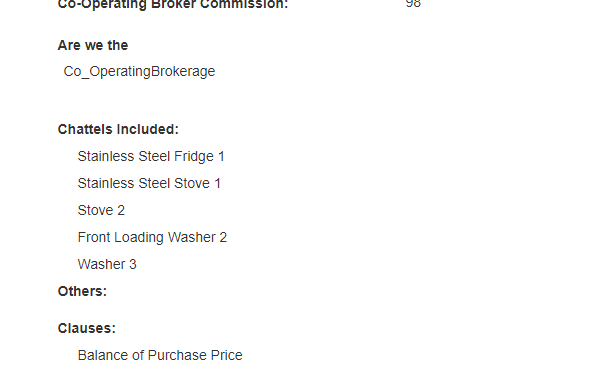 Co-Operating Broker Commission: 98
Are we the
Co_OperatingBrokerage
Chattels Included:
Stainless Steel Fridge 1
Stainless Steel Stove 1
Stove 2
Front Loading Washer 2
Washer 3
Others:
Clauses:
Balance of Purchase Price